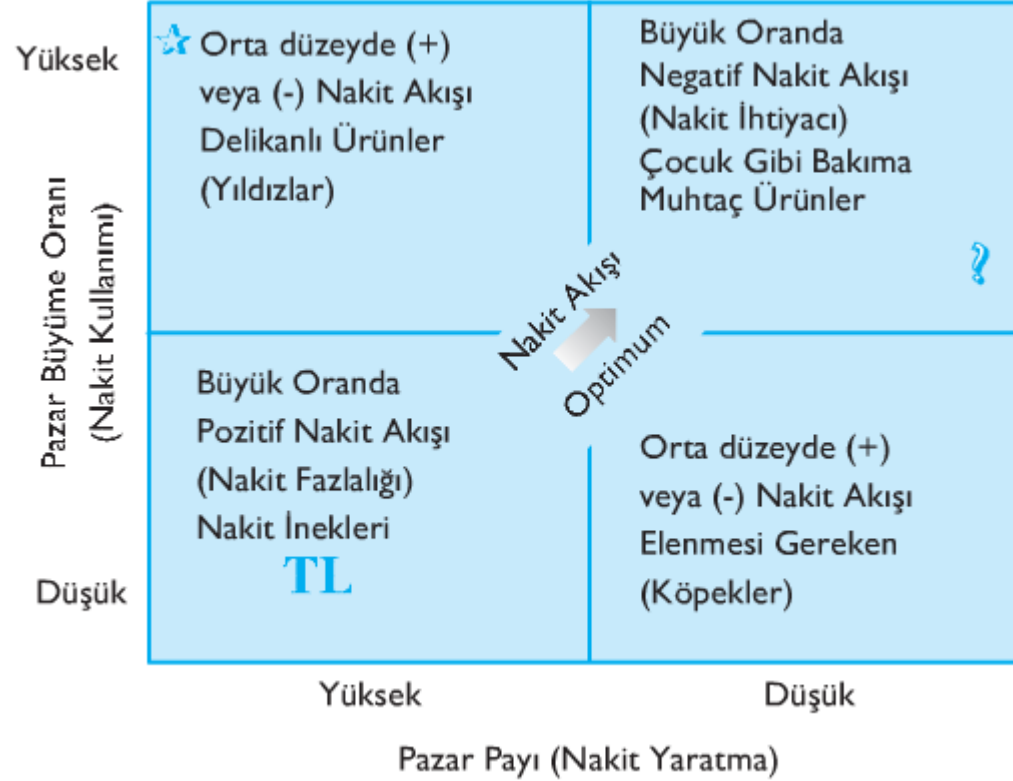 Yüksek
Pazar Büyüme Oranı
(Nakit Kullanımı)
Düşük
Orta düzeyde (+)
veya (-) Nakit Akışı
Delikanlı Ürünler
(Yıldızlar)
Büyük Oranda
Negatif Nakit Akışı
(Nakit İhtiyacı)
Çocuk Gibi Bakıma
Muhtaç Ürünler
?
Nakit Akışı
Optimum
Büyük Oranda
Pozitif Nakit Akışı
(Nakit Fazlalığı)
Nakit İnekleri
TL
Orta düzeyde (+)
veya (-) Nakit Akışı
Elenmesi Gereken
(Köpekler)
Yüksek
Düşük
Pazar Payı (Nakit Yaratma)